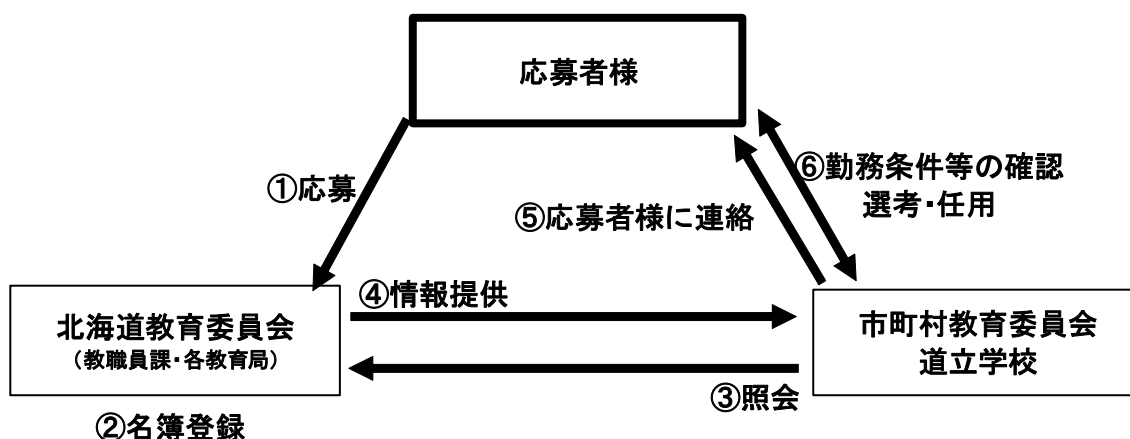 応募者様
①応募
⑥勤務条件等の確認
選考・任用
⑤応募者様に連絡
④情報提供
北海道教育委員会
（教職員課・各教育局）
市町村教育委員会
道立学校
③照会
②名簿登録